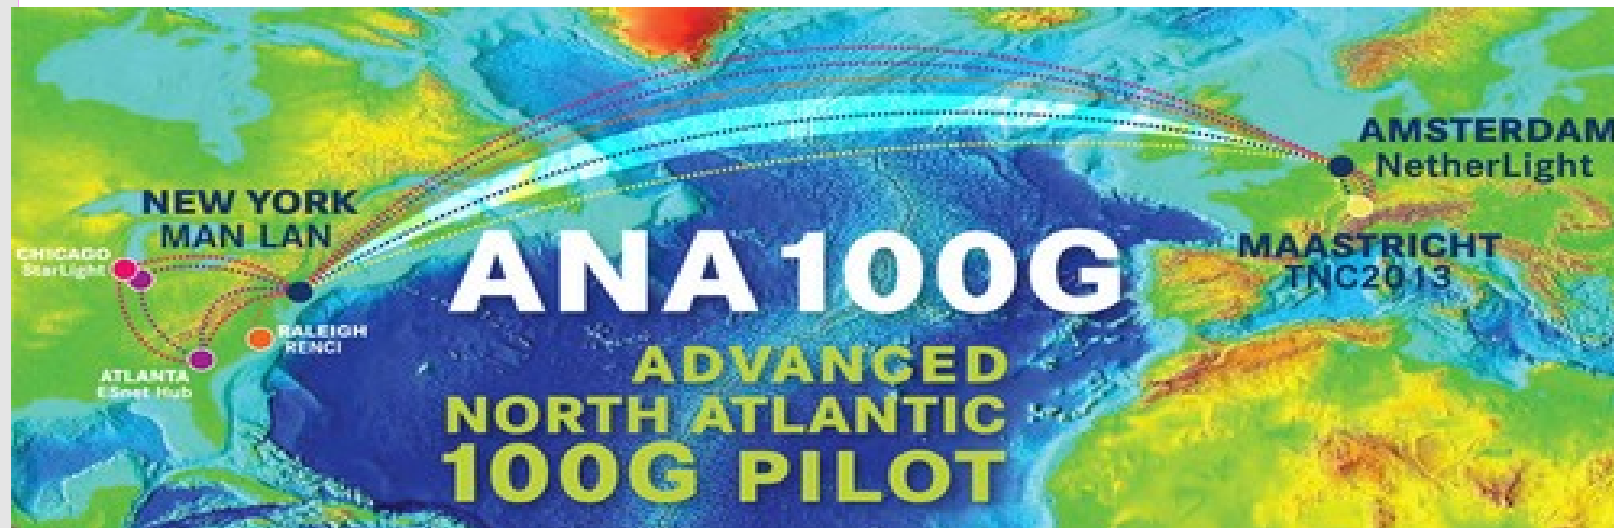 NEW YORK
MAN LAN
CHICAGO
StarLight
RALEIGH
RENCI
ATLANTA
ESnet Hub
ANA100G
ADVANCED
NORTH ATLANTIC
100G PILOT
AMSTERDAM
NetherLight
MAASTRICHT
TNC2013